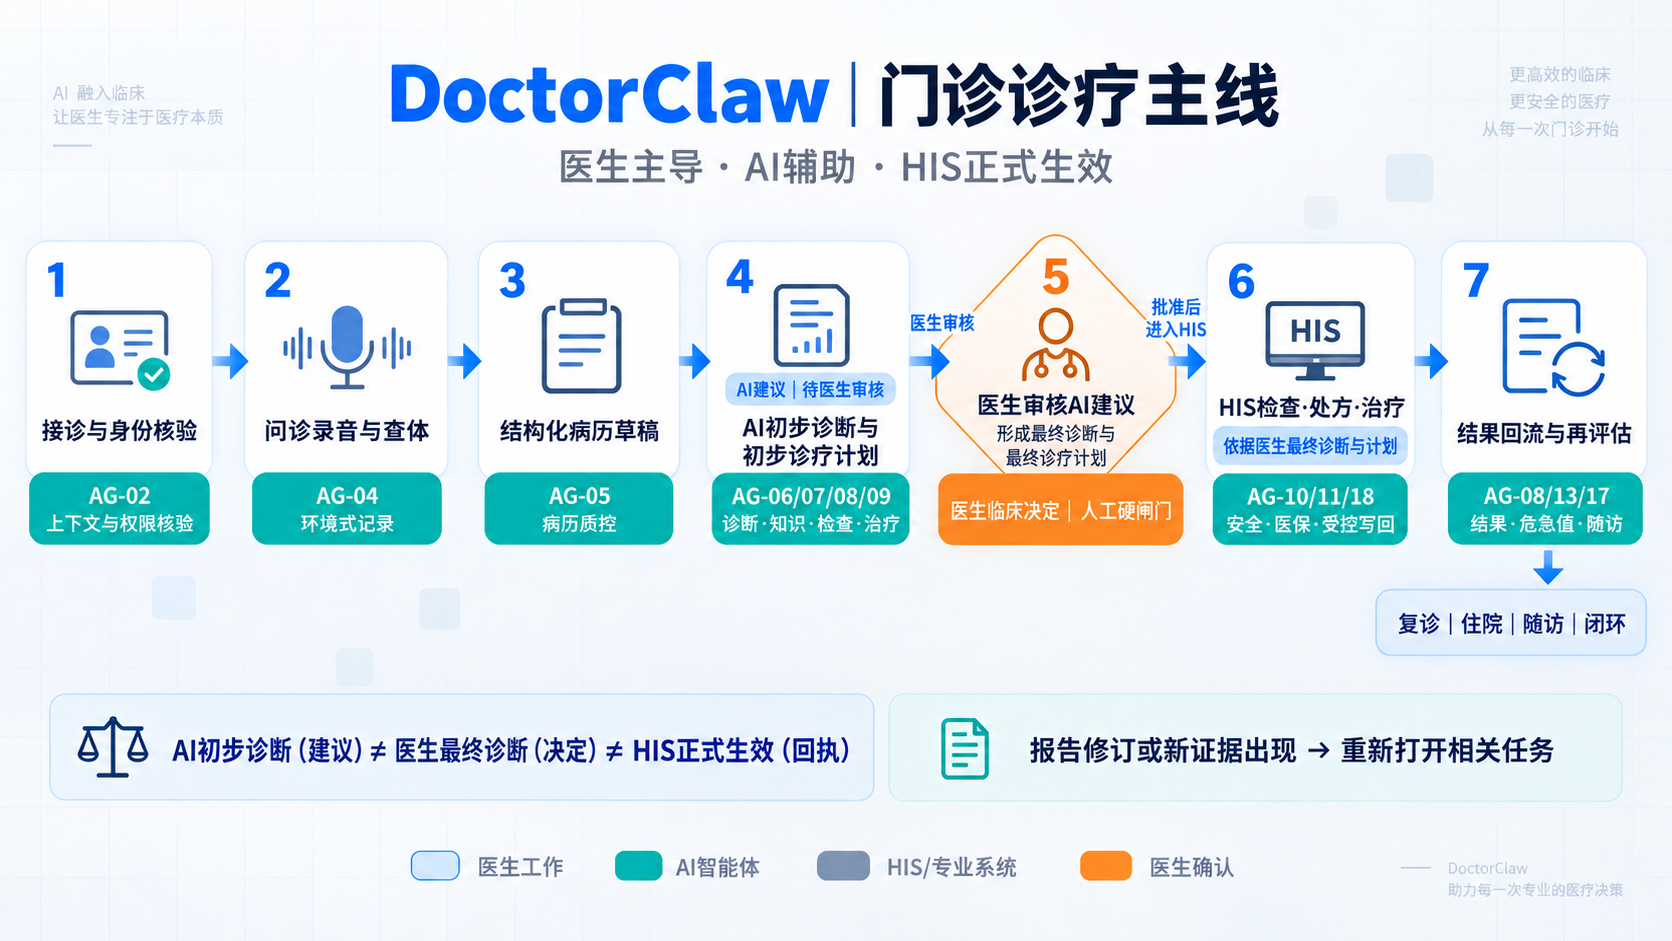 AI 融入临床
让医生专注于医疗本质
DoctorClaw | 门诊诊疗主线
医生主导 · AI辅助 · HIS正式生效
更高效的临床
更安全的医疗
从每一次门诊开始
1
接诊与身份核验
AG-02
上下文与权限核验
2
问诊录音与查体
AG-04
环境式记录
3
结构化病历草稿
AG-05
病历质控
4
AI建议｜待医生审核
AI初步诊断与
初步诊疗计划
AG-06/07/08/09
诊断·知识·检查·治疗
医生审核
5
医生审核AI建议
形成最终诊断与
最终诊疗计划
医生临床决定｜人工硬闸门
批准后
进入HIS
6
HIS
HIS检查·处方·治疗
依据医生最终诊断与计划
AG-10/11/18
安全·医保·受控写回
7
结果回流与再评估
AG-08/13/17
结果·危急值·随访
复诊｜住院｜随访｜闭环
AI初步诊断（建议）≠ 医生最终诊断（决定）≠ HIS正式生效（回执）
报告修订或新证据出现 → 重新打开相关任务
医生工作
AI智能体
HIS/专业系统
医生确认
DoctorClaw
助力每一次专业的医疗决策